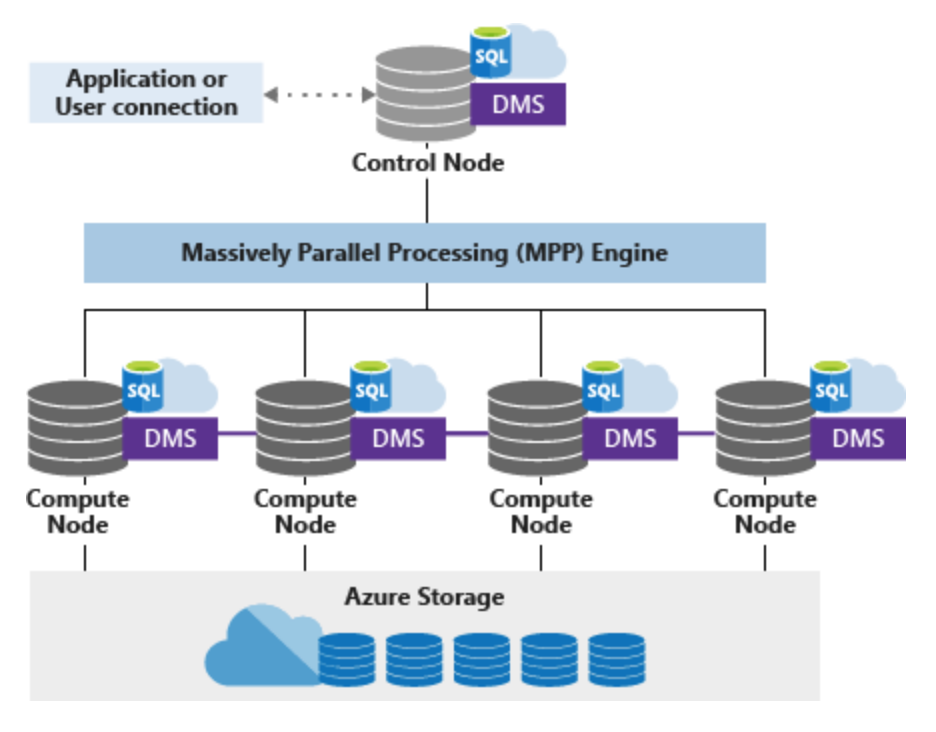 SQL
Application or
User connection
DMS
Control Node
Massively Parallel Processing (MPP) Engine
SQL
SQL
SQL
SQL
DMS
DMS
DMS
DMS
Compute
Node
Compute
Node
Compute
Node
Compute
Node
Azure Storage